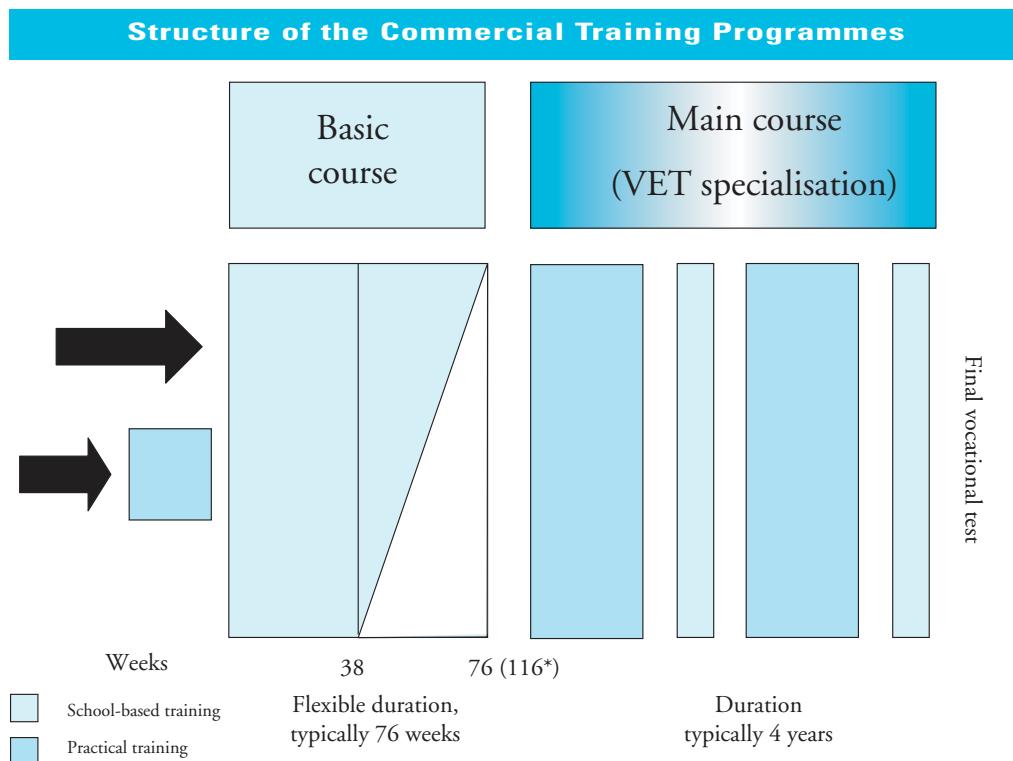 Structure of the Commercial Training Programmes
Basic
course
Main course
(VET specialisation)
Final vocational test
Weeks
38
76 (116*)
School-based training
Practical training
Flexible duration,
typically 76 weeks
Duration
typically 4 years